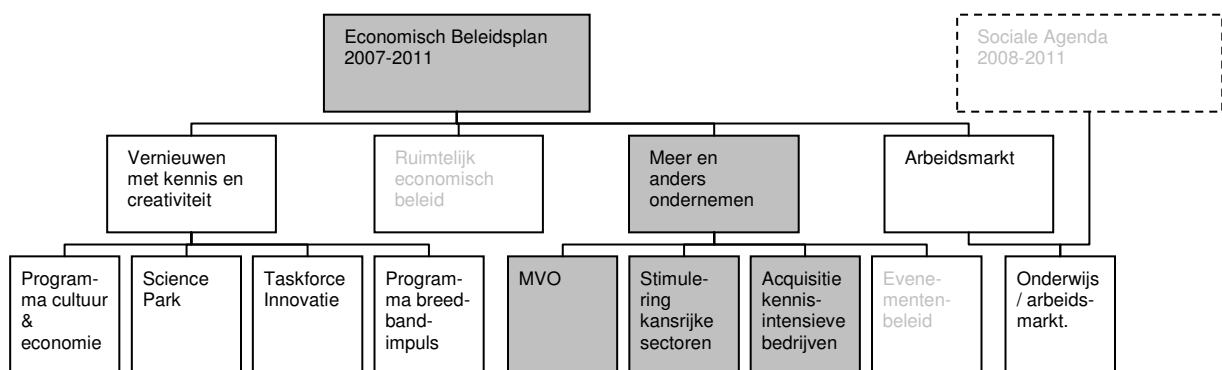 Economisch Beleidsplan
2007-2011
Sociale Agenda
2008-2011
Vernieuwen
met kennis en
creativiteit
Ruimtelijk
economisch
beleid
Meer en
anders
ondernemen
Arbeidsmarkt
Program-
ma cultuur
&
economie
Science
Park
Taskforce
Innovatie
Program-
ma breed-
band-
impuls
MVO
Stimule-
ring
kansrijke
sectoren
Acquisitie
kennis-
intensieve
bedrijven
Evene-
menten-
beleid
Onderwijs
/ arbeids-
markt.